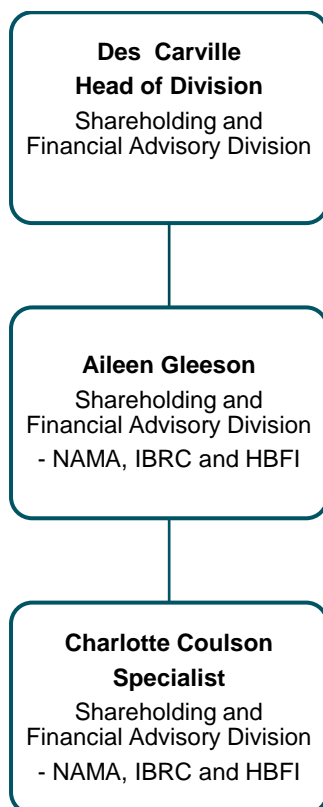 Des Carville
Head of Division
Shareholding and
Financial Advisory Division
Aileen Gleeson
Shareholding and
Financial Advisory Division
- NAMA, IBRC and HBFI
Charlotte Coulson
Specialist
Shareholding and
Financial Advisory Division
- NAMA, IBRC and HBFI